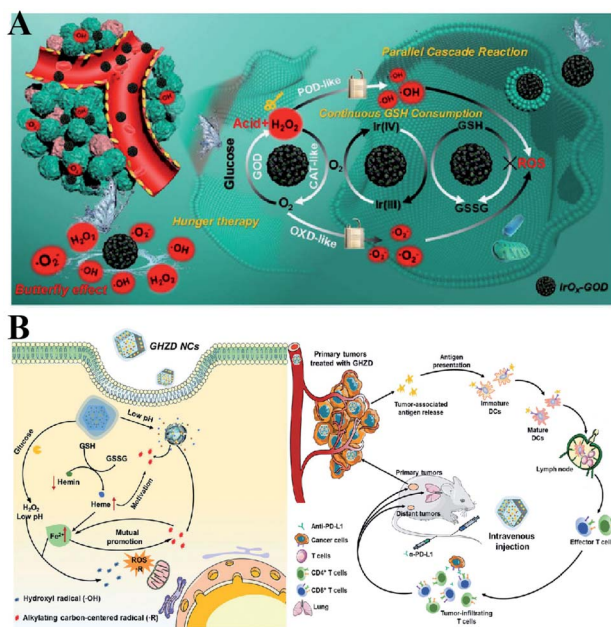 A
Parallel Cascade Reaction
POD-like
·OH
·OH
·OH
Continuous GSH Consumption
Acid+H₂O₂
Ir(IV)
GSH
Glucose
GOD
CAT-like
O₂
ROS
O₂
Ir(III)
GSSG
Hunger therapy
OXD-like
·O₂⁻
·O₂⁻
·O₂⁻
H₂O₂
·O₂⁻
·O₂⁻
·OH
·OH
·OH
H₂O₂
Butterfly effect
IrOx-GOD
B
GHZD NCs
Low pH
Glucose
GSH
GSSG
Hemin
Heme
Motivation
H₂O₂
Low pH
Fe²⁺
Mutual
promotion
ROS
·R
Hydroxyl radical (·OH)
Alkylating carbon-centered radical (·R)
Primary tumors
treated with GHZD
Tumor-associated
antigen release
Antigen
presentation
Immature
DCs
Mature
DCs
Lymph node
Primary tumors
Distant tumors
Anti-PD-L1
Cancer cells
T cells
CD4⁺ T cells
CD8⁺ T cells
Lung
α-PD-L1
Intravenous
injection
Effector T cells
Tumor-infiltrating
T cells